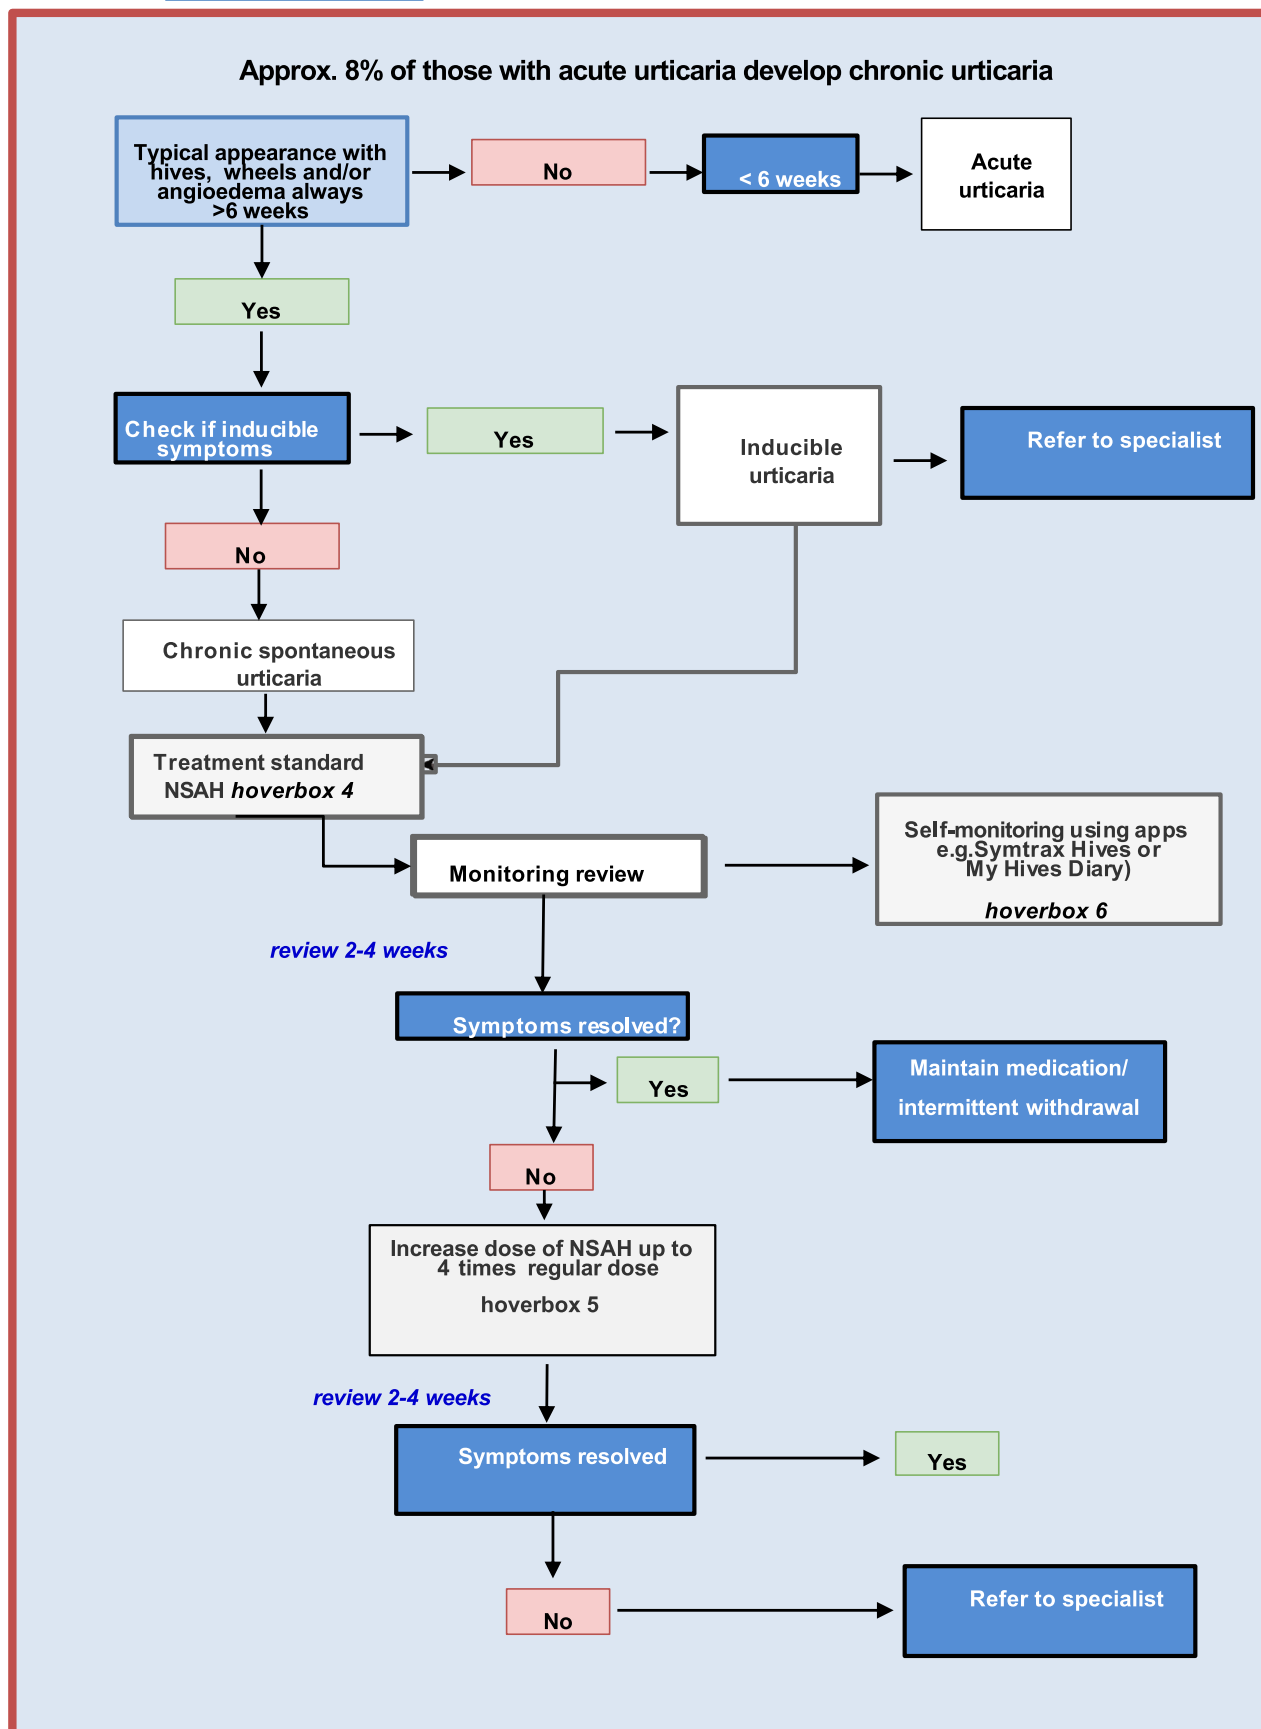 Approx. 8% of those with acute urticaria develop chronic urticaria
Typical appearance with
hives, wheels and/or
angioedema always
>6 weeks
No
< 6 weeks
Acute
urticaria
Yes
Check if inducible
symptoms
Yes
Inducible
urticaria
Refer to specialist
No
Chronic spontaneous
urticaria
Treatment standard
NSAH hoverbox 4
Monitoring review
Self-monitoring using apps
e.g.Symtrax Hives or
My Hives Diary)
hoverbox 6
review 2-4 weeks
Symptoms resolved?
Yes
Maintain medication/
intermittent withdrawal
No
Increase dose of NSAH up to
4 times regular dose
hoverbox 5
review 2-4 weeks
Symptoms resolved
Yes
No
Refer to specialist